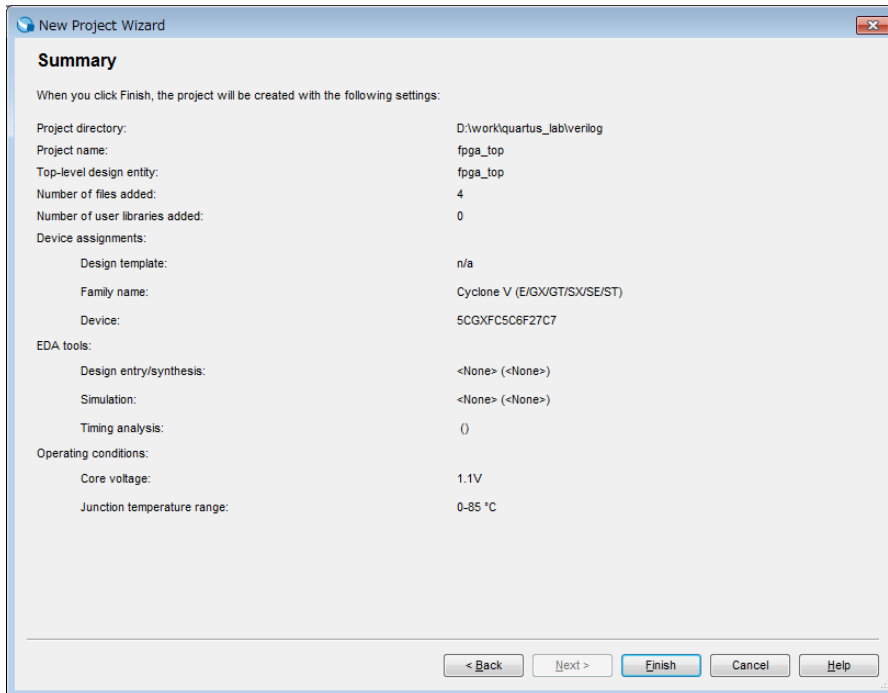 New Project Wizard
Summary
When you click Finish, the project will be created with the following settings:
Project directory: D:\work\quartus_lab\verilog
Project name: fpga_top
Top-level design entity: fpga_top
Number of files added: 4
Number of user libraries added: 0
Device assignments:
Design template: n/a
Family name: Cyclone V (E/GX/GT/SX/SE/ST)
Device: 5CGXFC5C6F27C7
EDA tools:
Design entry/synthesis: <None> (<None>)
Simulation: <None> (<None>)
Timing analysis: ()
Operating conditions:
Core voltage: 1.1V
Junction temperature range: 0-85 °C
< Back Next > Finish Cancel Help